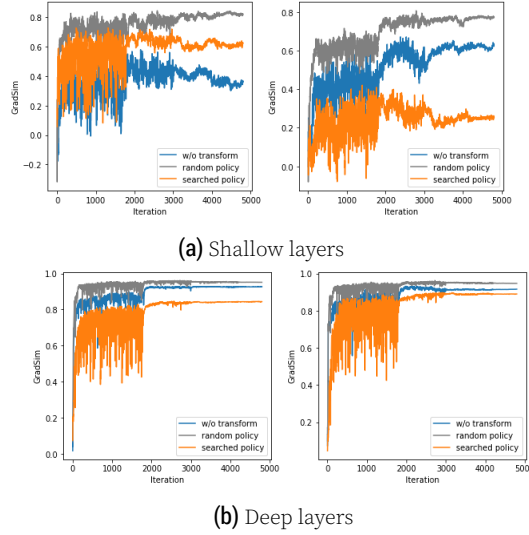 GradSim
0.8
0.6
0.4
0.2
0.0
−0.2
w/o transform
random policy
searched policy
0 1000 2000 3000 4000 5000
Iteration
GradSim
0.8
0.6
0.4
0.2
0.0
w/o transform
random policy
searched policy
0 1000 2000 3000 4000 5000
Iteration
(a) Shallow layers
GradSim
1.0
0.8
0.6
0.4
0.2
0.0
w/o transform
random policy
searched policy
0 1000 2000 3000 4000 5000
Iteration
GradSim
1.0
0.8
0.6
0.4
0.2
w/o transform
random policy
searched policy
0 1000 2000 3000 4000 500
Iteration
(b) Deep layers